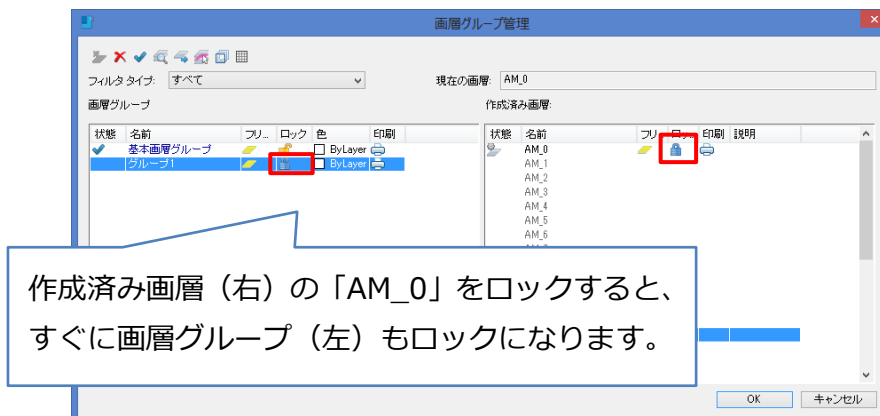 画層グループ管理
フィルタ タイプ: すべて 現在の画層: AM_0
画層グループ 作成済み画層:
状態 名前 フリ... ロック 色 印刷 状態 名前 フリ ロッ... 印刷 説明
基本画層グループ ByLayer AM_0
グループ1 ByLayer AM_1
AM_2
AM_3
AM_4
AM_5
AM_6
作成済み画層（右）の「AM_0」をロックすると、
すぐに画層グループ（左）もロックになります。
OK キャンセル